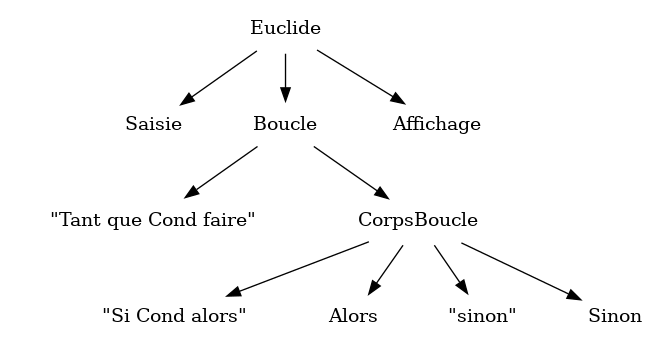 Euclide
Saisie Boucle Affichage
"Tant que Cond faire" CorpsBoucle
"Si Cond alors" Alors "sinon" Sinon